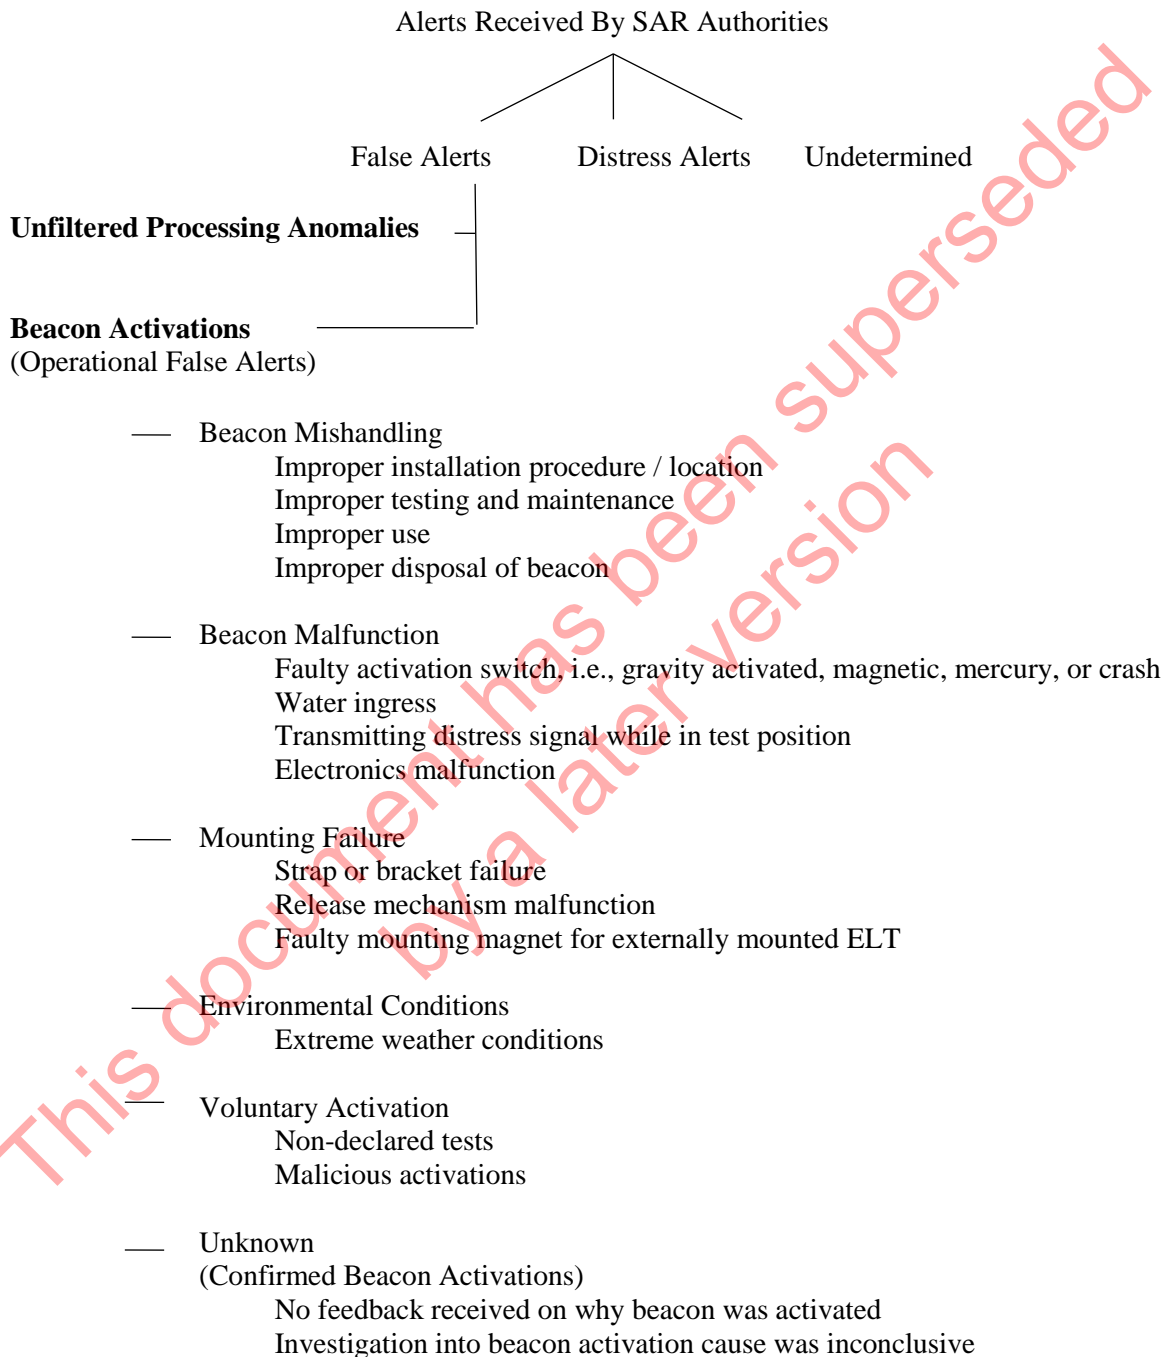 Alerts Received By SAR Authorities
False Alerts Distress Alerts Undetermined
Unfiltered Processing Anomalies
Beacon Activations
(Operational False Alerts)
Beacon Mishandling
Improper installation procedure / location
Improper testing and maintenance
Improper use
Improper disposal of beacon
Beacon Malfunction
Faulty activation switch, i.e., gravity activated, magnetic, mercury, or crash
Water ingress
Transmitting distress signal while in test position
Electronics malfunction
Mounting Failure
Strap or bracket failure
Release mechanism malfunction
Faulty mounting magnet for externally mounted ELT
Environmental Conditions
Extreme weather conditions
Voluntary Activation
Non-declared tests
Malicious activations
Unknown
(Confirmed Beacon Activations)
No feedback received on why beacon was activated
Investigation into beacon activation cause was inconclusive
This document has been superseded
by a later version